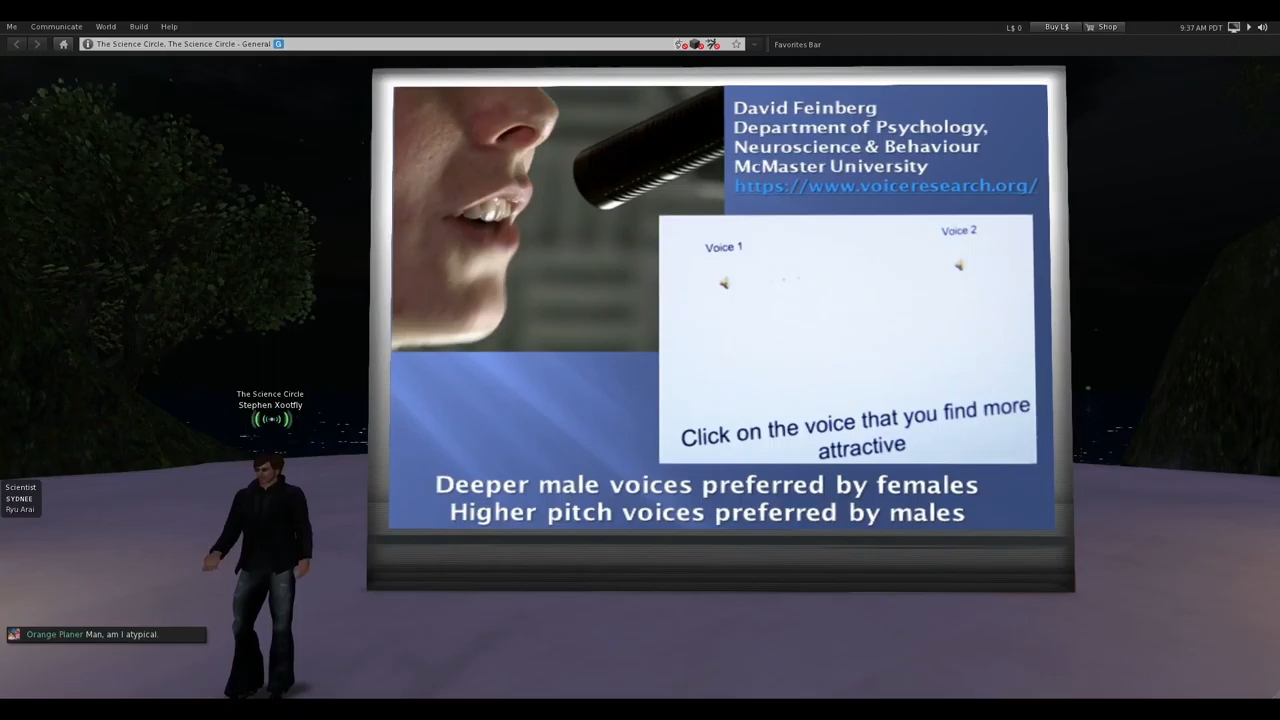 Me Communicate World Build Help
L$ 0 Buy L$ Shop 9:37 AM PDT
The Science Circle, The Science Circle - General G
Favorites Bar
David Feinberg
Department of Psychology,
Neuroscience & Behaviour
McMaster University
https://www.voiceresearch.org/
Voice 1
Voice 2
Click on the voice that you find more
attractive
Deeper male voices preferred by females
Higher pitch voices preferred by males
The Science Circle
Stephen Xootfly
Scientist
SYDNEE
Ryu Arai
Orange Planer Man, am I atypical.